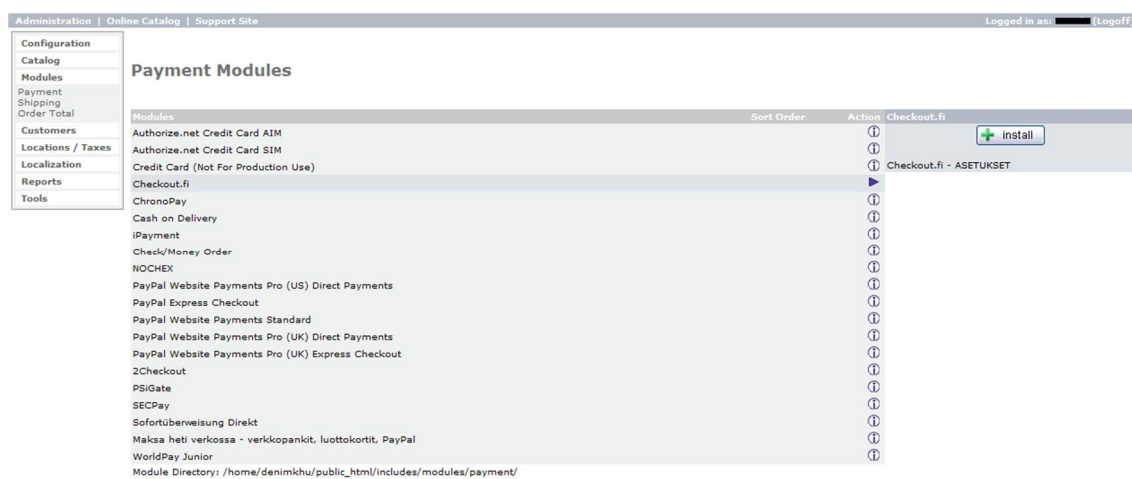 Administration | Online Catalog | Support Site
Logged in as: (Logoff)
Configuration
Catalog
Modules
Payment
Shipping
Order Total
Customers
Locations / Taxes
Localization
Reports
Tools
Payment Modules
Modules Sort Order Action
Authorize.net Credit Card AIM
Authorize.net Credit Card SIM
Credit Card (Not For Production Use)
Checkout.fi
ChronoPay
Cash on Delivery
iPayment
Check/Money Order
NOCHEX
PayPal Website Payments Pro (US) Direct Payments
PayPal Express Checkout
PayPal Website Payments Standard
PayPal Website Payments Pro (UK) Direct Payments
PayPal Website Payments Pro (UK) Express Checkout
2Checkout
PSiGate
SECPay
Sofortüberweisung Direkt
Maksa heti verkossa - verkkopankit, luottokortit, PayPal
WorldPay Junior
Module Directory: /home/denimkhu/public_html/includes/modules/payment/
Checkout.fi
install
Checkout.fi - ASETUKSET